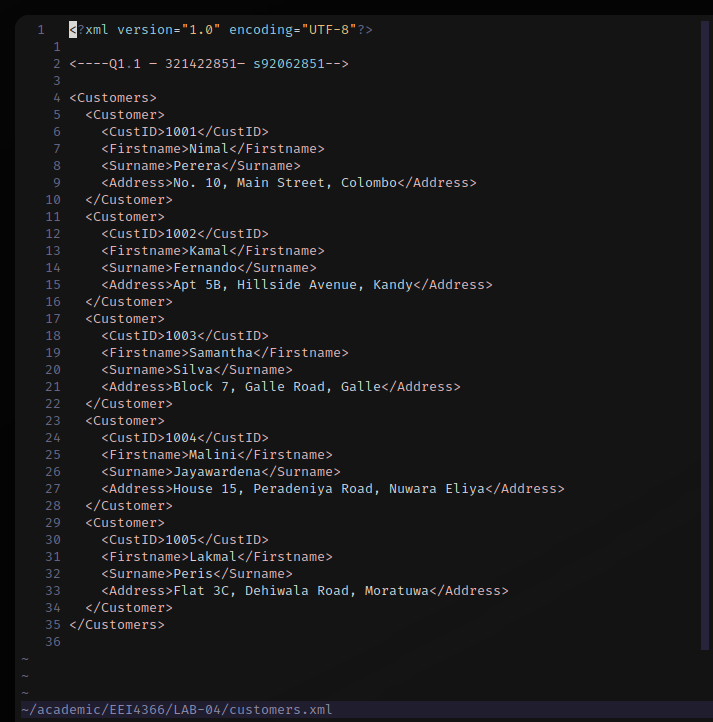 1 <?xml version="1.0" encoding="UTF-8"?>
1
2 <----Q1.1 – 321422851– s92062851-->
3
4 <Customers>
5   <Customer>
6     <CustID>1001</CustID>
7     <Firstname>Nimal</Firstname>
8     <Surname>Perera</Surname>
9     <Address>No. 10, Main Street, Colombo</Address>
10   </Customer>
11   <Customer>
12     <CustID>1002</CustID>
13     <Firstname>Kamal</Firstname>
14     <Surname>Fernando</Surname>
15     <Address>Apt 5B, Hillside Avenue, Kandy</Address>
16   </Customer>
17   <Customer>
18     <CustID>1003</CustID>
19     <Firstname>Samantha</Firstname>
20     <Surname>Silva</Surname>
21     <Address>Block 7, Galle Road, Galle</Address>
22   </Customer>
23   <Customer>
24     <CustID>1004</CustID>
25     <Firstname>Malini</Firstname>
26     <Surname>Jayawardena</Surname>
27     <Address>House 15, Peradeniya Road, Nuwara Eliya</Address>
28   </Customer>
29   <Customer>
30     <CustID>1005</CustID>
31     <Firstname>Lakmal</Firstname>
32     <Surname>Peris</Surname>
33     <Address>Flat 3C, Dehiwala Road, Moratuwa</Address>
34   </Customer>
35 </Customers>
36
~
~
~
~/academic/EEI4366/LAB-04/customers.xml